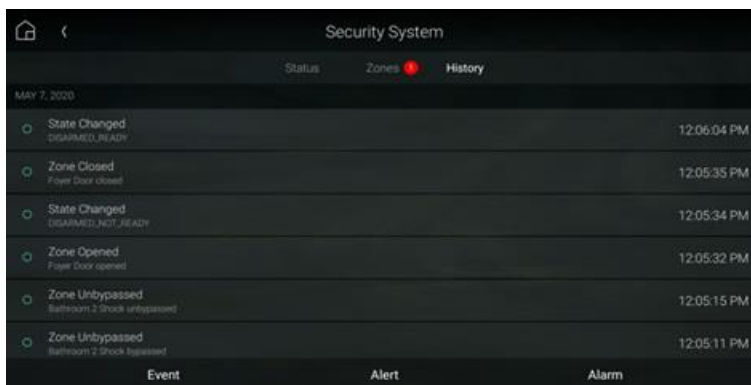 Security System
Status Zones 1 History
MAY 7, 2020
State Changed
DISARMED_READY
12:06:04 PM
Zone Closed
Foyer Door closed
12:05:35 PM
State Changed
DISARMED_NOT_READY
12:05:34 PM
Zone Opened
Foyer Door opened
12:05:32 PM
Zone Unbypassed
Bathroom 2 Shock unbypassed
12:05:15 PM
Zone Unbypassed
Bathroom 2 Shock bypassed
12:05:11 PM
Event Alert Alarm